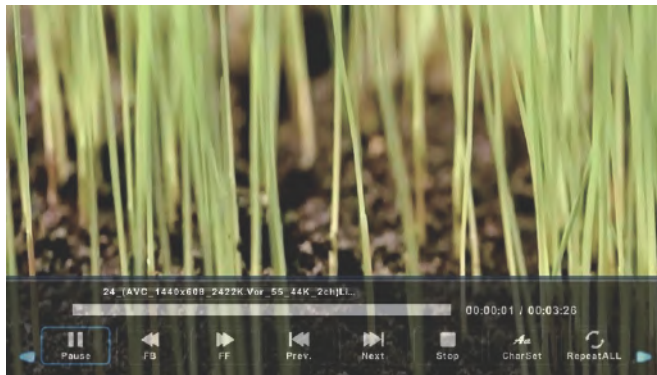 24_(AVC_1440x608_2422K.Vor_55_44K_2ch)Li...
00:00:01 / 00:03:26
Pause FB FF Prev. Next Stop CharSet RepeatALL